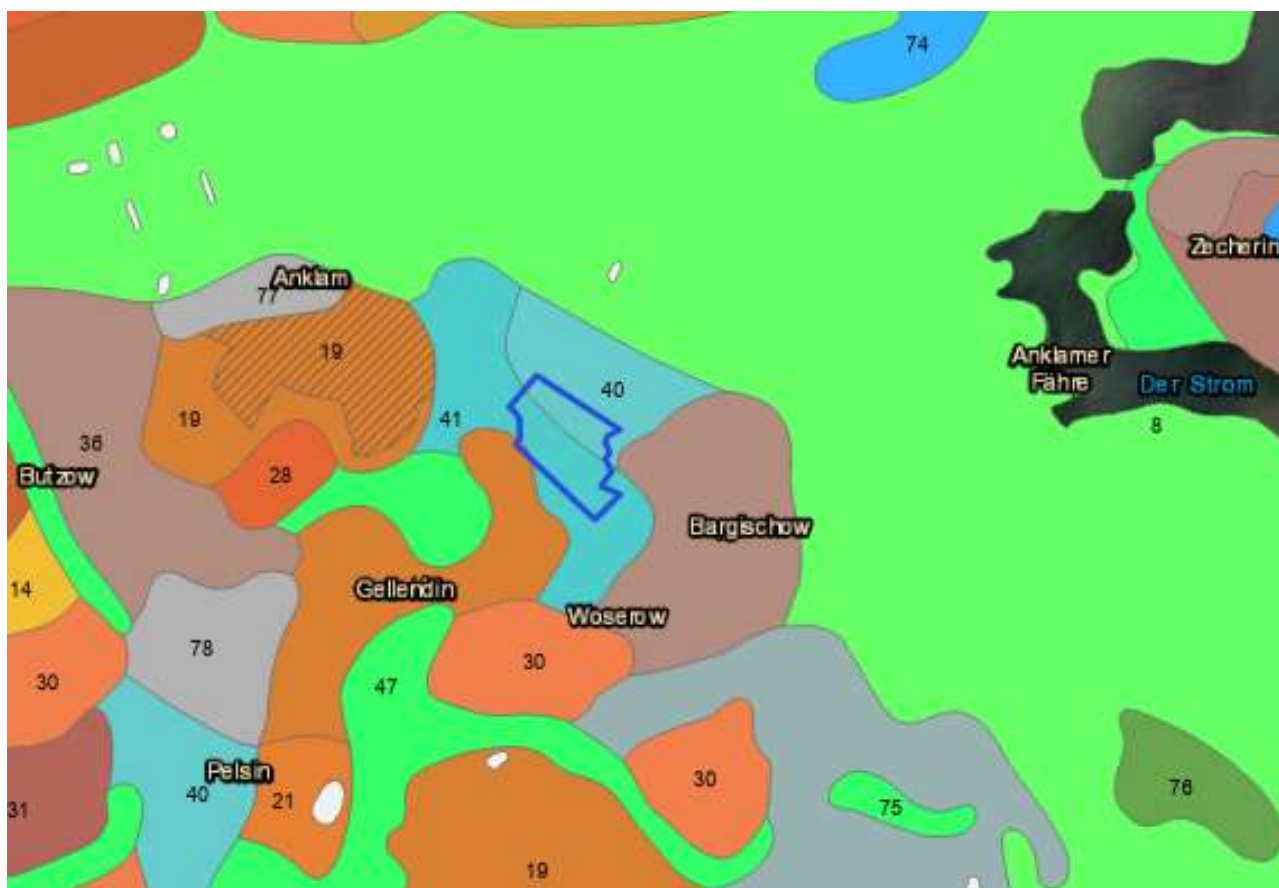 74
Zecherin
Anklam
77
19
Anklamer
Fähre
Der Strom
40
19
41
8
36
Butzow
28
Bargischow
14
Gellendin
Woserow
78
30
30
47
Pelsin
40
21
30
76
31
75
19